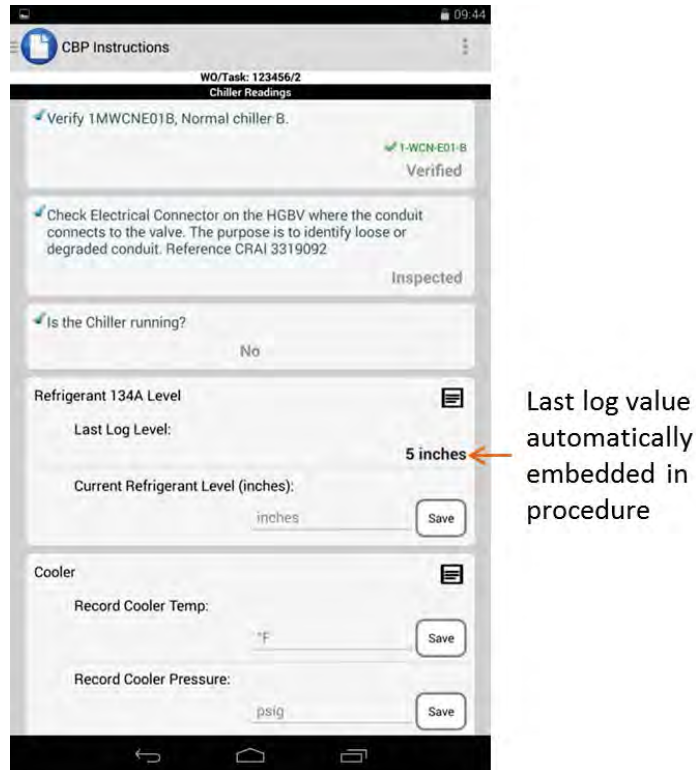 09:44
CBP Instructions
WO/Task: 123456/2
Chiller Readings
Verify 1MWCNE01B, Normal chiller B.
1-WCN-E01-B
Verified
Check Electrical Connector on the HGBV where the conduit
connects to the valve. The purpose is to identify loose or
degraded conduit. Reference CRAI 3319092
Inspected
Is the Chiller running?
No
Refrigerant 134A Level
Last Log Level:
5 inches
Last log value
automatically
embedded in
procedure
Current Refrigerant Level (inches):
inches
Save
Cooler
Record Cooler Temp:
°F
Save
Record Cooler Pressure:
psig
Save